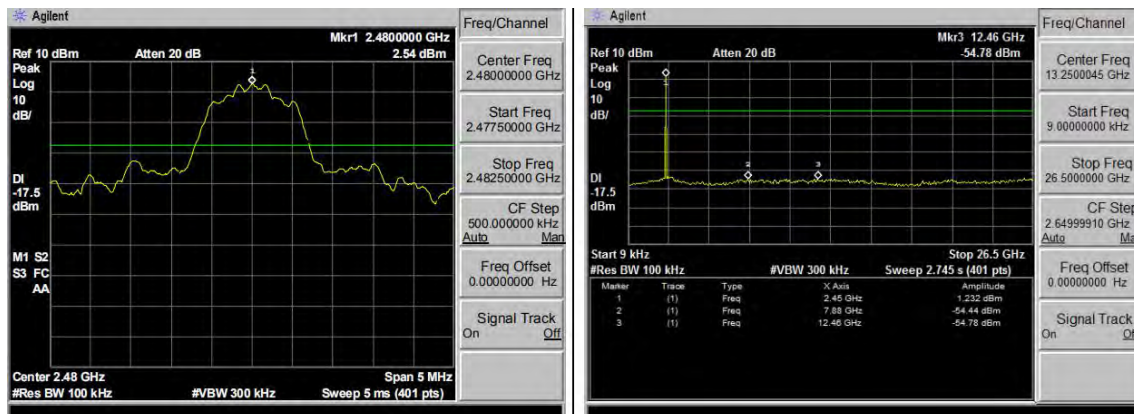 Agilent
Freq/Channel
Mkr1 2.4800000 GHz
Ref 10 dBm Atten 20 dB 2.54 dBm
Peak
Log
10
dB/
1
DI
-17.5
dBm
M1 S2
S3 FC
AA
Center 2.48 GHz Span 5 MHz
#Res BW 100 kHz #VBW 300 kHz Sweep 5 ms (401 pts)
Center Freq
2.48000000 GHz
Start Freq
2.47750000 GHz
Stop Freq
2.48250000 GHz
CF Step
500.000000 kHz
Auto Man
Freq Offset
0.00000000 Hz
Signal Track
On Off
Agilent
Freq/Channel
Mkr3 12.46 GHz
Ref 10 dBm Atten 20 dB -54.78 dBm
Peak
Log
10
dB/
1
2 3
DI
-17.5
dBm
Start 9 kHz Stop 26.5 GHz
#Res BW 100 kHz #VBW 300 kHz Sweep 2.745 s (401 pts)
Marker Trace Type X Axis Amplitude
1 (1) Freq 2.45 GHz 1.232 dBm
2 (1) Freq 7.88 GHz -54.44 dBm
3 (1) Freq 12.46 GHz -54.78 dBm
Center Freq
13.2500045 GHz
Start Freq
9.00000000 kHz
Stop Freq
26.5000000 GHz
CF Step
2.64999910 GHz
Auto Ma
Freq Offset
0.00000000 Hz
Signal Track
On Of